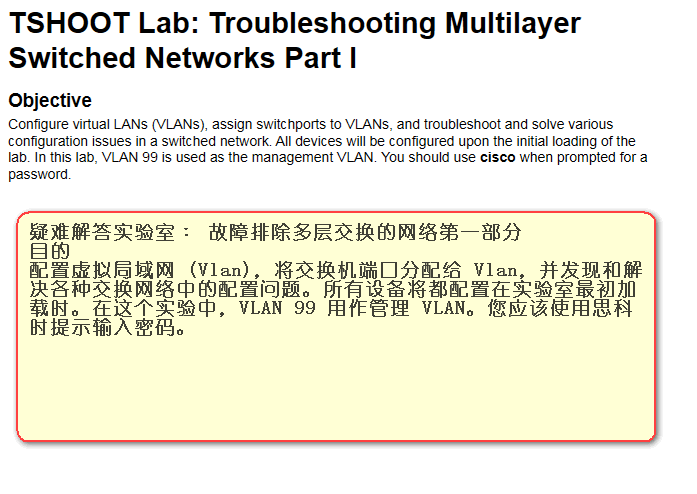 TSHOOT Lab: Troubleshooting Multilayer
Switched Networks Part I
Objective
Configure virtual LANs (VLANs), assign switchports to VLANs, and troubleshoot and solve various
configuration issues in a switched network. All devices will be configured upon the initial loading of the
lab. In this lab, VLAN 99 is used as the management VLAN. You should use cisco when prompted for a
password.
疑难解答实验室： 故障排除多层交换的网络第一部分
目的
配置虚拟局域网 (Vlan)，将交换机端口分配给 Vlan，并发现和解
决各种交换网络中的配置问题。所有设备将都配置在实验室最初加
载时。在这个实验中，VLAN 99 用作管理 VLAN。您应该使用思科
时提示输入密码。